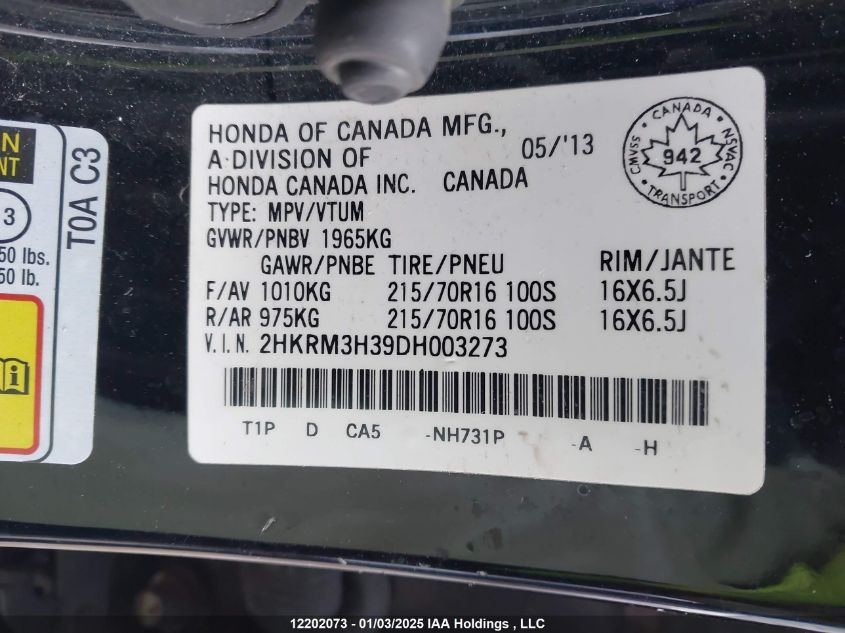 HONDA OF CANADA MFG.,
A DIVISION OF
05/'13
HONDA CANADA INC. CANADA
TYPE: MPV/VTUM
GVWR/PNBV 1965KG
GAWR/PNBE TIRE/PNEU RIM/JANTE
F/AV 1010KG 215/70R16 100S 16X6.5J
R/AR 975KG 215/70R16 100S 16X6.5J
V.I.N. 2HKRM3H39DH003273
T1P D CA5 -NH731P -A -H
CANADA
CMVSS 942 NSVAC
TRANSPORT
N
NT
3
50 lbs.
50 lb.
T0A C3
12202073 - 01/03/2025 IAA Holdings , LLC